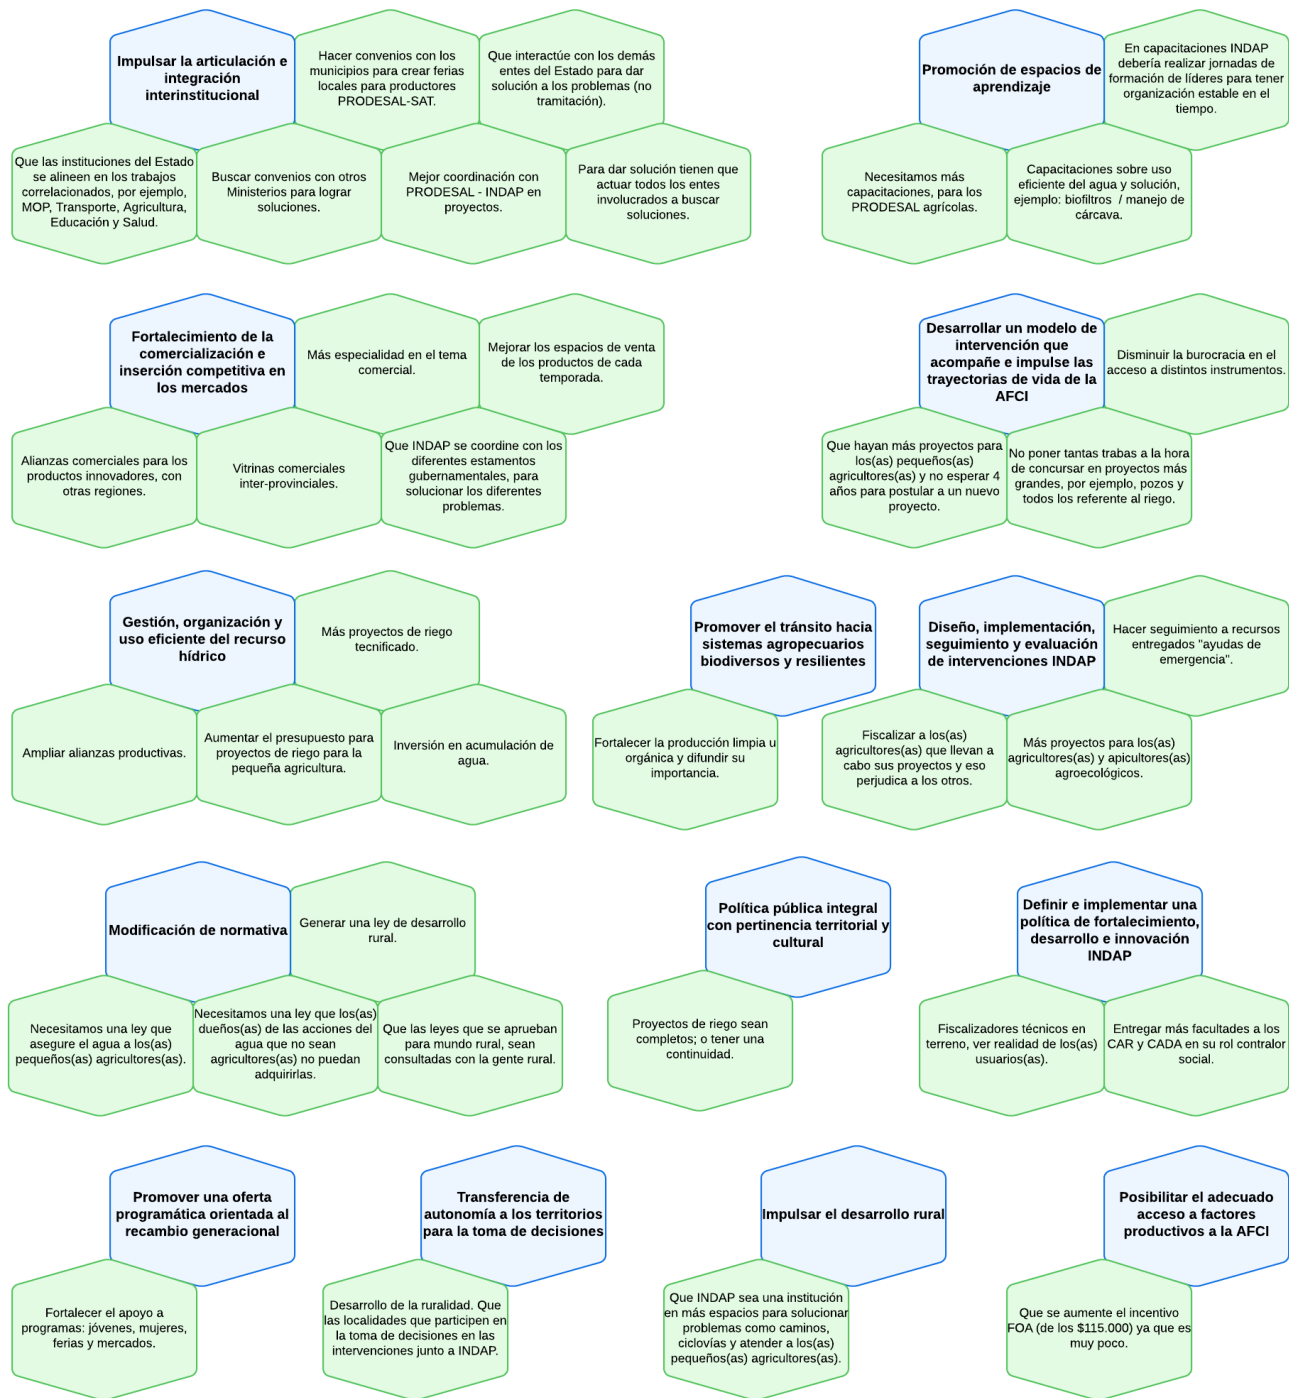 Impulsar la articulación e
integración
interinstitucional
Hacer convenios con los
municipios para crear ferias
locales para productores
PRODESAL-SAT.
Que interactúe con los demás
entes del Estado para dar
solución a los problemas (no
tramitación).
Que las instituciones del Estado
se alineen en los trabajos
correlacionados, por ejemplo,
MOP, Transporte, Agricultura,
Educación y Salud.
Buscar convenios con otros
Ministerios para lograr
soluciones.
Mejor coordinación con
PRODESAL - INDAP en
proyectos.
Para dar solución tienen que
actuar todos los entes
involucrados a buscar
soluciones.
Promoción de espacios de
aprendizaje
En capacitaciones INDAP
debería realizar jornadas de
formación de líderes para tener
organización estable en el
tiempo.
Necesitamos más
capacitaciones, para los
PRODESAL agrícolas.
Capacitaciones sobre uso
eficiente del agua y solución,
ejemplo: biofiltros / manejo de
cárcava.
Fortalecimiento de la
comercialización e
inserción competitiva en
los mercados
Más especialidad en el tema
comercial.
Mejorar los espacios de venta
de los productos de cada
temporada.
Alianzas comerciales para los
productos innovadores, con
otras regiones.
Vitrinas comerciales
inter-provinciales.
Que INDAP se coordine con los
diferentes estamentos
gubernamentales, para
solucionar los diferentes
problemas.
Desarrollar un modelo de
intervención que
acompañe e impulse las
trayectorias de vida de la
AFCI
Disminuir la burocracia en el
acceso a distintos instrumentos.
Que hayan más proyectos para
los(as) pequeños(as)
agricultores(as) y no esperar 4
años para postular a un nuevo
proyecto.
No poner tantas trabas a la hora
de concursar en proyectos más
grandes, por ejemplo, pozos y
todos los referente al riego.
Gestión, organización y
uso eficiente del recurso
hídrico
Más proyectos de riego
tecnificado.
Ampliar alianzas productivas.
Aumentar el presupuesto para
proyectos de riego para la
pequeña agricultura.
Inversión en acumulación de
agua.
Promover el tránsito hacia
sistemas agropecuarios
biodiversos y resilientes
Fortalecer la producción limpia u
orgánica y difundir su
importancia.
Diseño, implementación,
seguimiento y evaluación
de intervenciones INDAP
Hacer seguimiento a recursos
entregados "ayudas de
emergencia".
Fiscalizar a los(as)
agricultores(as) que llevan a
cabo sus proyectos y eso
perjudica a los otros.
Más proyectos para los(as)
agricultores(as) y apicultores(as)
agroecológicos.
Modificación de normativa
Generar una ley de desarrollo
rural.
Necesitamos una ley que
asegure el agua a los(as)
pequeños(as) agricultores(as).
Necesitamos una ley que los(as)
dueños(as) de las acciones del
agua que no sean
agricultores(as) no puedan
adquirirlas.
Que las leyes que se aprueban
para mundo rural, sean
consultadas con la gente rural.
Política pública integral
con pertinencia territorial y
cultural
Proyectos de riego sean
completos; o tener una
continuidad.
Definir e implementar una
política de fortalecimiento,
desarrollo e innovación
INDAP
Fiscalizadores técnicos en
terreno, ver realidad de los(as)
usuarios(as).
Entregar más facultades a los
CAR y CADA en su rol contralor
social.
Promover una oferta
programática orientada al
recambio generacional
Fortalecer el apoyo a
programas: jóvenes, mujeres,
ferias y mercados.
Transferencia de
autonomía a los territorios
para la toma de decisiones
Desarrollo de la ruralidad. Que
las localidades que participen en
la toma de decisiones en las
intervenciones junto a INDAP.
Impulsar el desarrollo rural
Que INDAP sea una institución
en más espacios para solucionar
problemas como caminos,
ciclovías y atender a los(as)
pequeños(as) agricultores(as).
Posibilitar el adecuado
acceso a factores
productivos a la AFCI
Que se aumente el incentivo
FOA (de los $115.000) ya que es
muy poco.